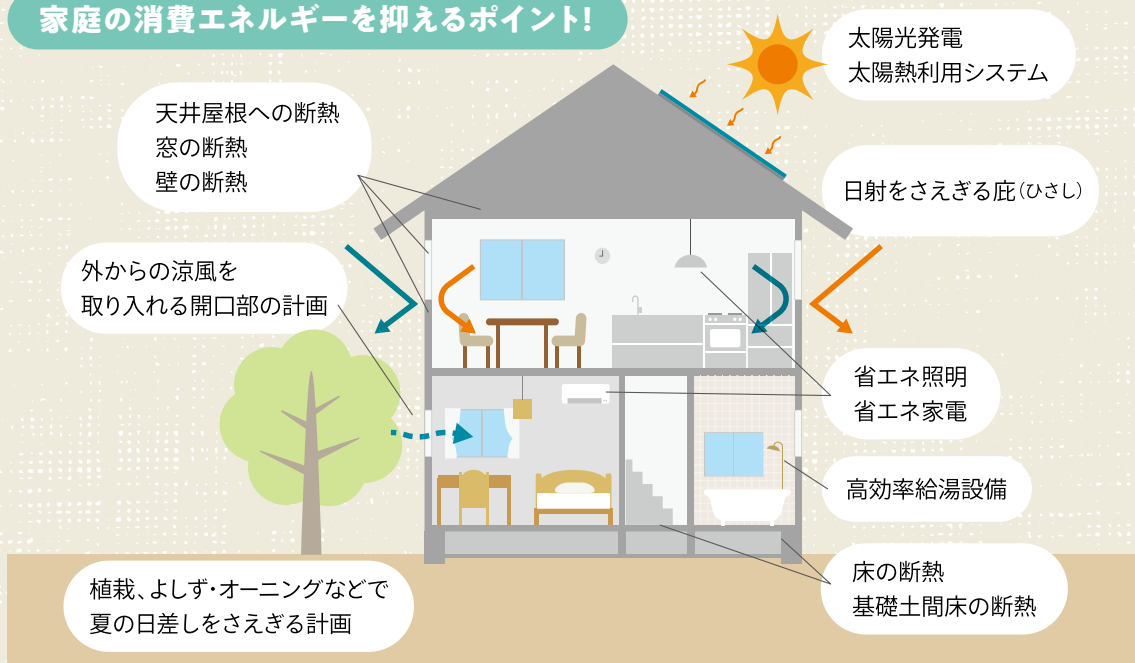 家庭の消費エネルギーを抑えるポイント!
天井屋根への断熱
窓の断熱
壁の断熱
外からの涼風を
取り入れる開口部の計画
植栽、よしず・オーニングなどで
夏の日差しをさえぎる計画
太陽光発電
太陽熱利用システム
日射をさえぎる庇(ひさし)
省エネ照明
省エネ家電
高効率給湯設備
床の断熱
基礎土間床の断熱